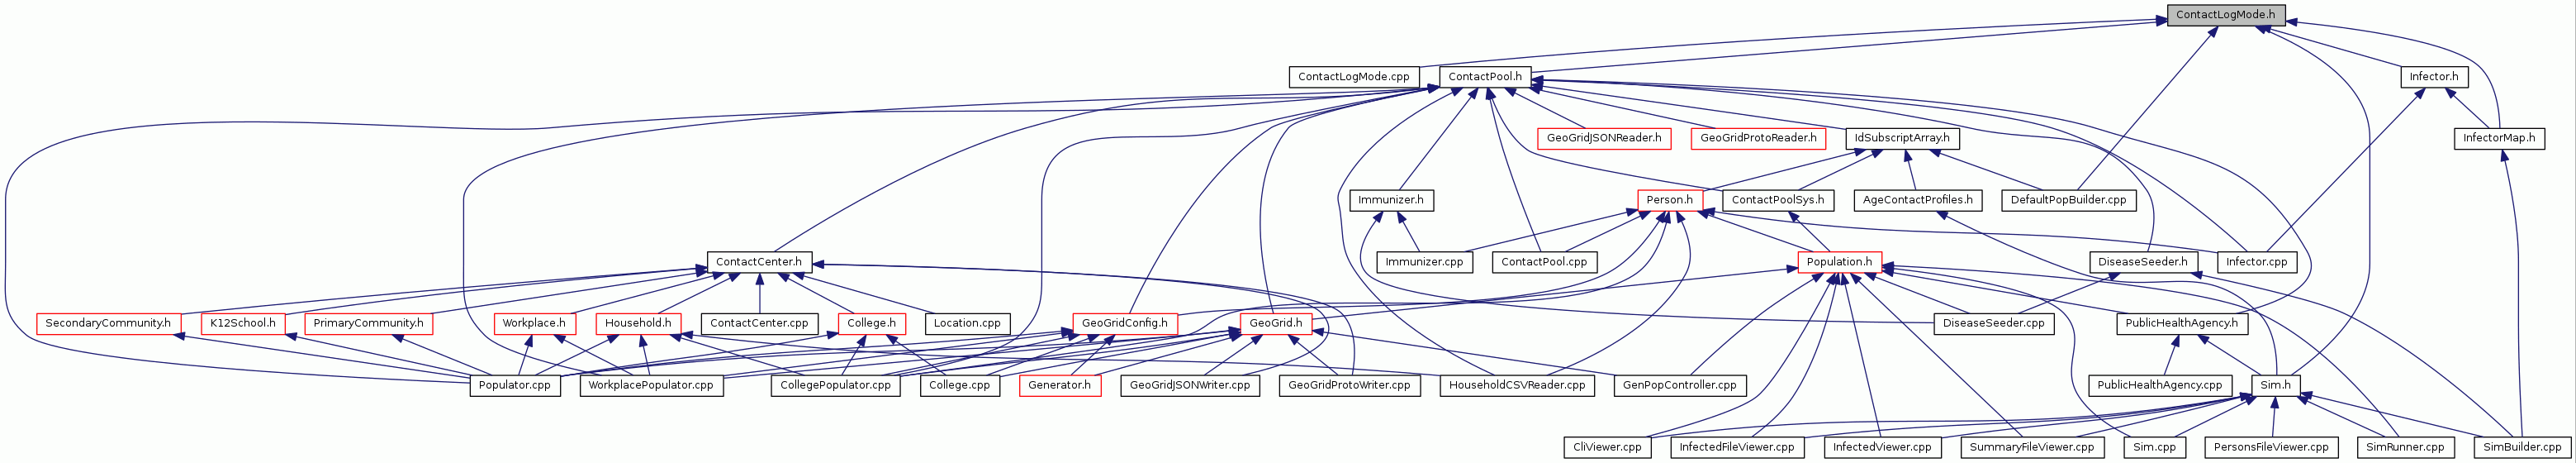 ContactLogMode.h
ContactLogMode.cpp
ContactPool.h
Infector.h
GeoGridJSONReader.h
GeoGridProtoReader.h
IdSubscriptArray.h
InfectorMap.h
Immunizer.h
Person.h
ContactPoolSys.h
AgeContactProfiles.h
DefaultPopBuilder.cpp
ContactCenter.h
Immunizer.cpp
ContactPool.cpp
Population.h
DiseaseSeeder.h
Infector.cpp
SecondaryCommunity.h
K12School.h
PrimaryCommunity.h
Workplace.h
Household.h
ContactCenter.cpp
College.h
Location.cpp
GeoGridConfig.h
GeoGrid.h
DiseaseSeeder.cpp
PublicHealthAgency.h
Populator.cpp
WorkplacePopulator.cpp
CollegePopulator.cpp
College.cpp
Generator.h
GeoGridJSONWriter.cpp
GeoGridProtoWriter.cpp
HouseholdCSVReader.cpp
GenPopController.cpp
PublicHealthAgency.cpp
Sim.h
CliViewer.cpp
InfectedFileViewer.cpp
InfectedViewer.cpp
SummaryFileViewer.cpp
Sim.cpp
PersonsFileViewer.cpp
SimRunner.cpp
SimBuilder.cpp